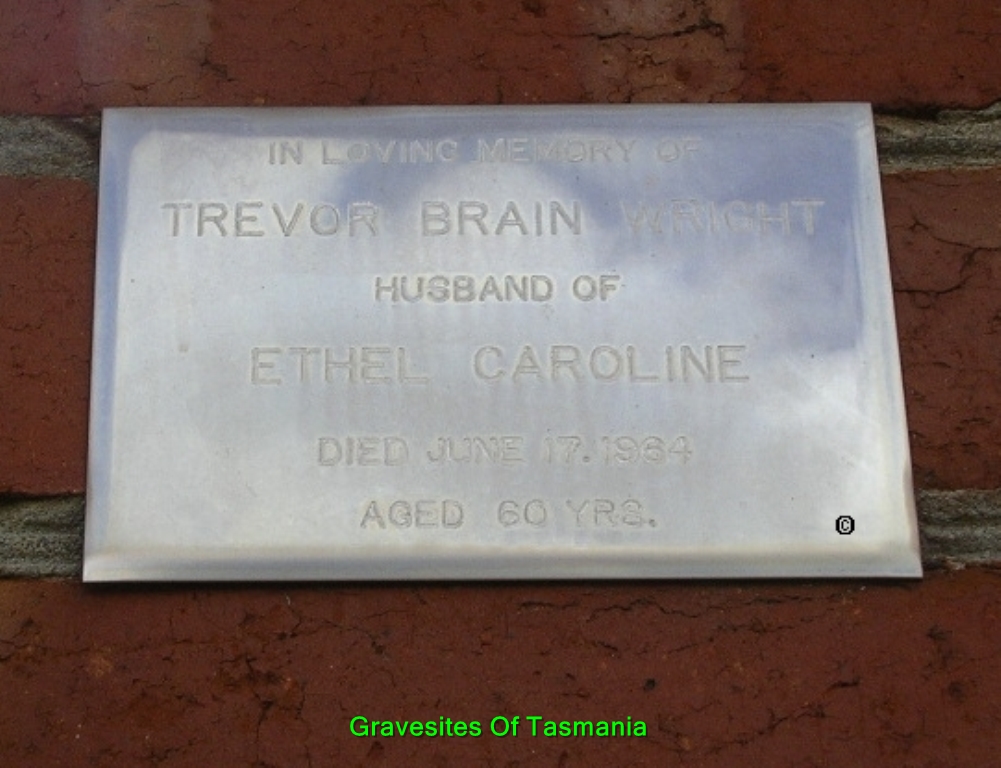 IN LOVING MEMORY OF
TREVOR BRAIN WRIGHT
HUSBAND OF
ETHEL CAROLINE
DIED JUNE 17. 1964
AGED 60 YRS.
©
Gravesites Of Tasmania